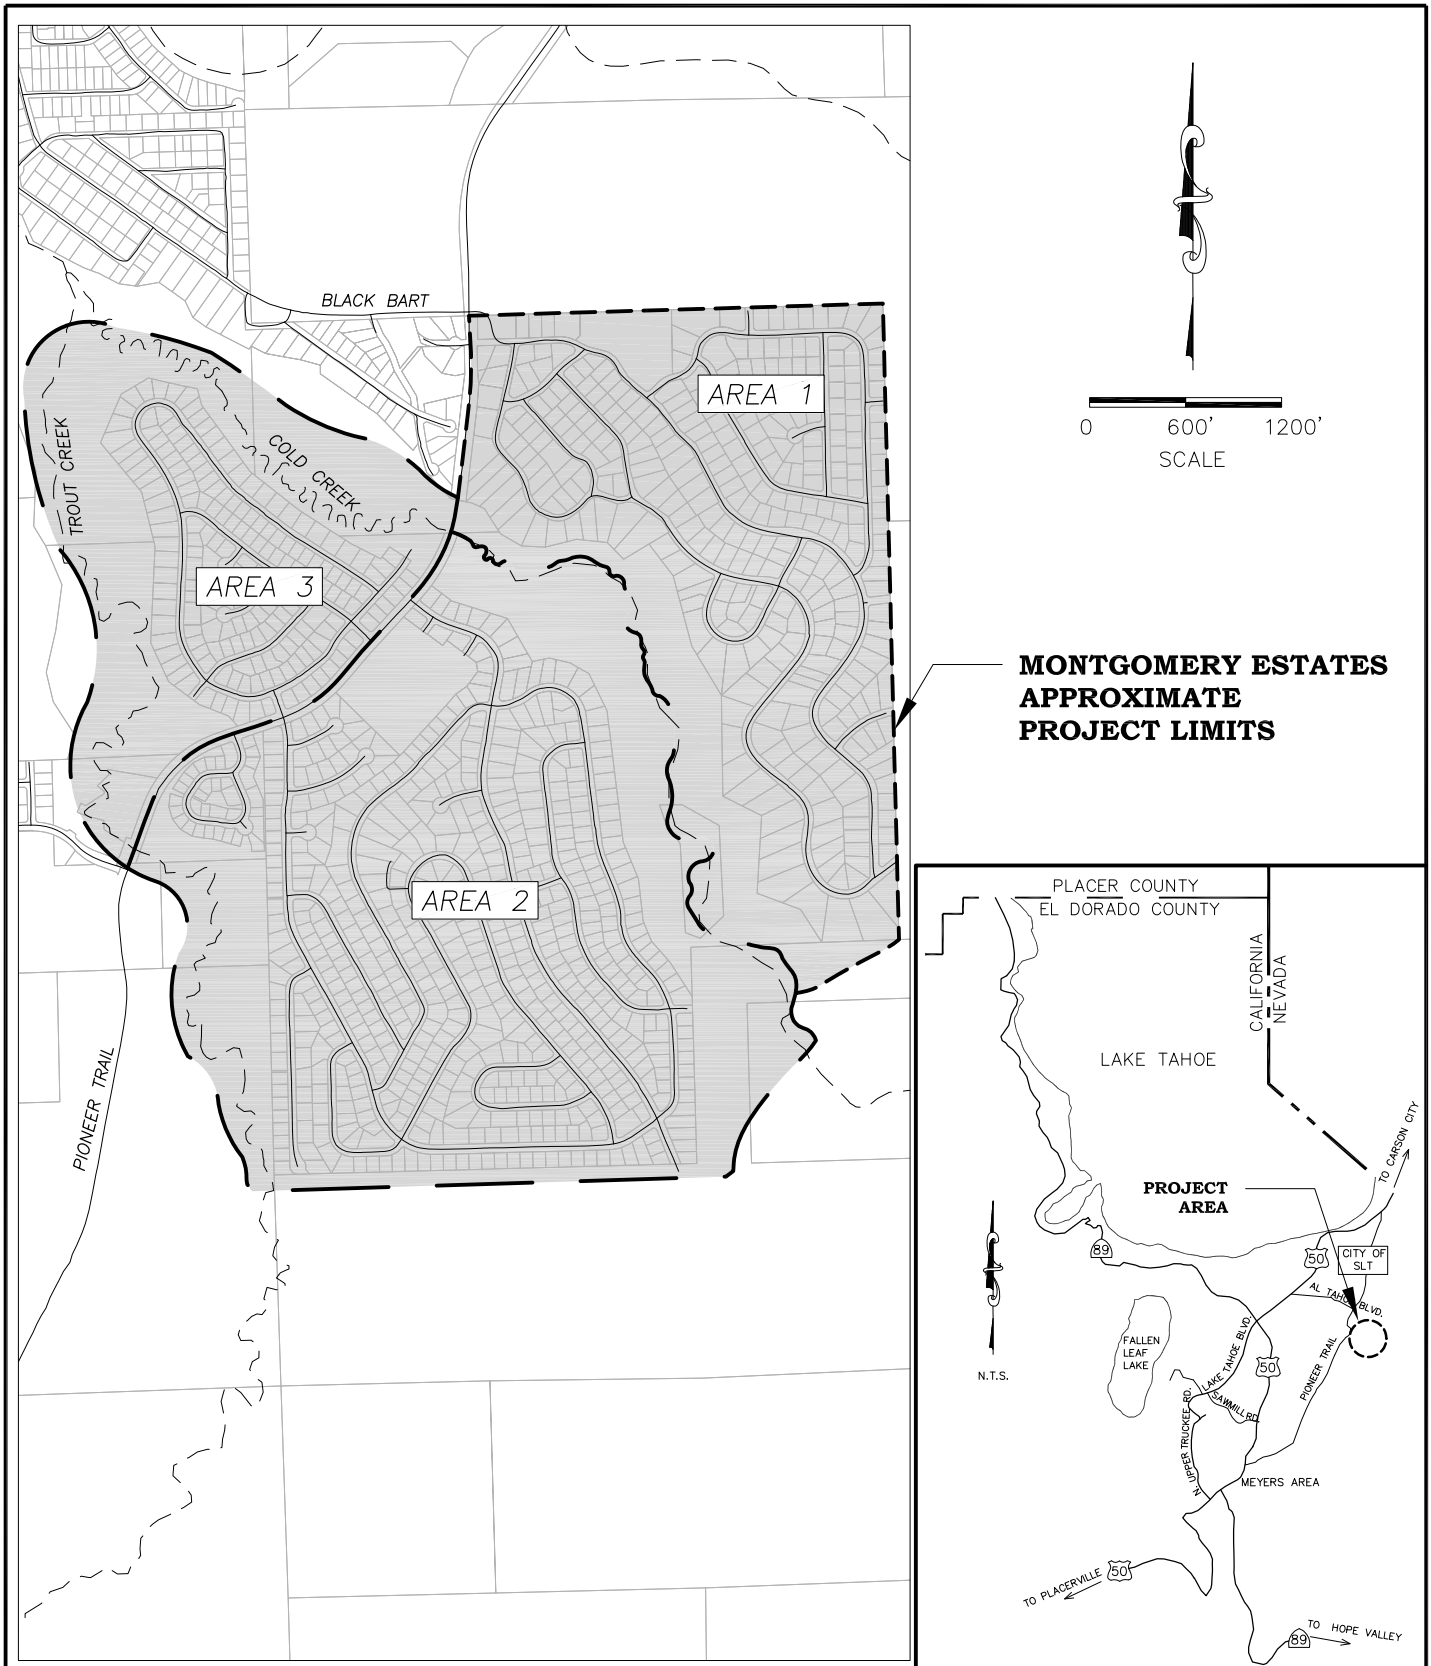 BLACK BART
AREA 1
TROUT CREEK
COLD CREEK
AREA 3
AREA 2
PIONEER TRAIL
0 600' 1200'
SCALE
MONTGOMERY ESTATES
APPROXIMATE
PROJECT LIMITS
PLACER COUNTY
EL DORADO COUNTY
CALIFORNIA
NEVADA
LAKE TAHOE
TO CARSON CITY
PROJECT
AREA
89
50
CITY OF
SLT
AL TAHOE BLVD.
FALLEN
LEAF
LAKE
LAKE TAHOE BLVD.
50
PIONEER TRAIL
N.T.S.
SAWMILL RD.
N. UPPER TRUCKEE RD.
MEYERS AREA
TO PLACERVILLE
50
89
TO HOPE VALLEY